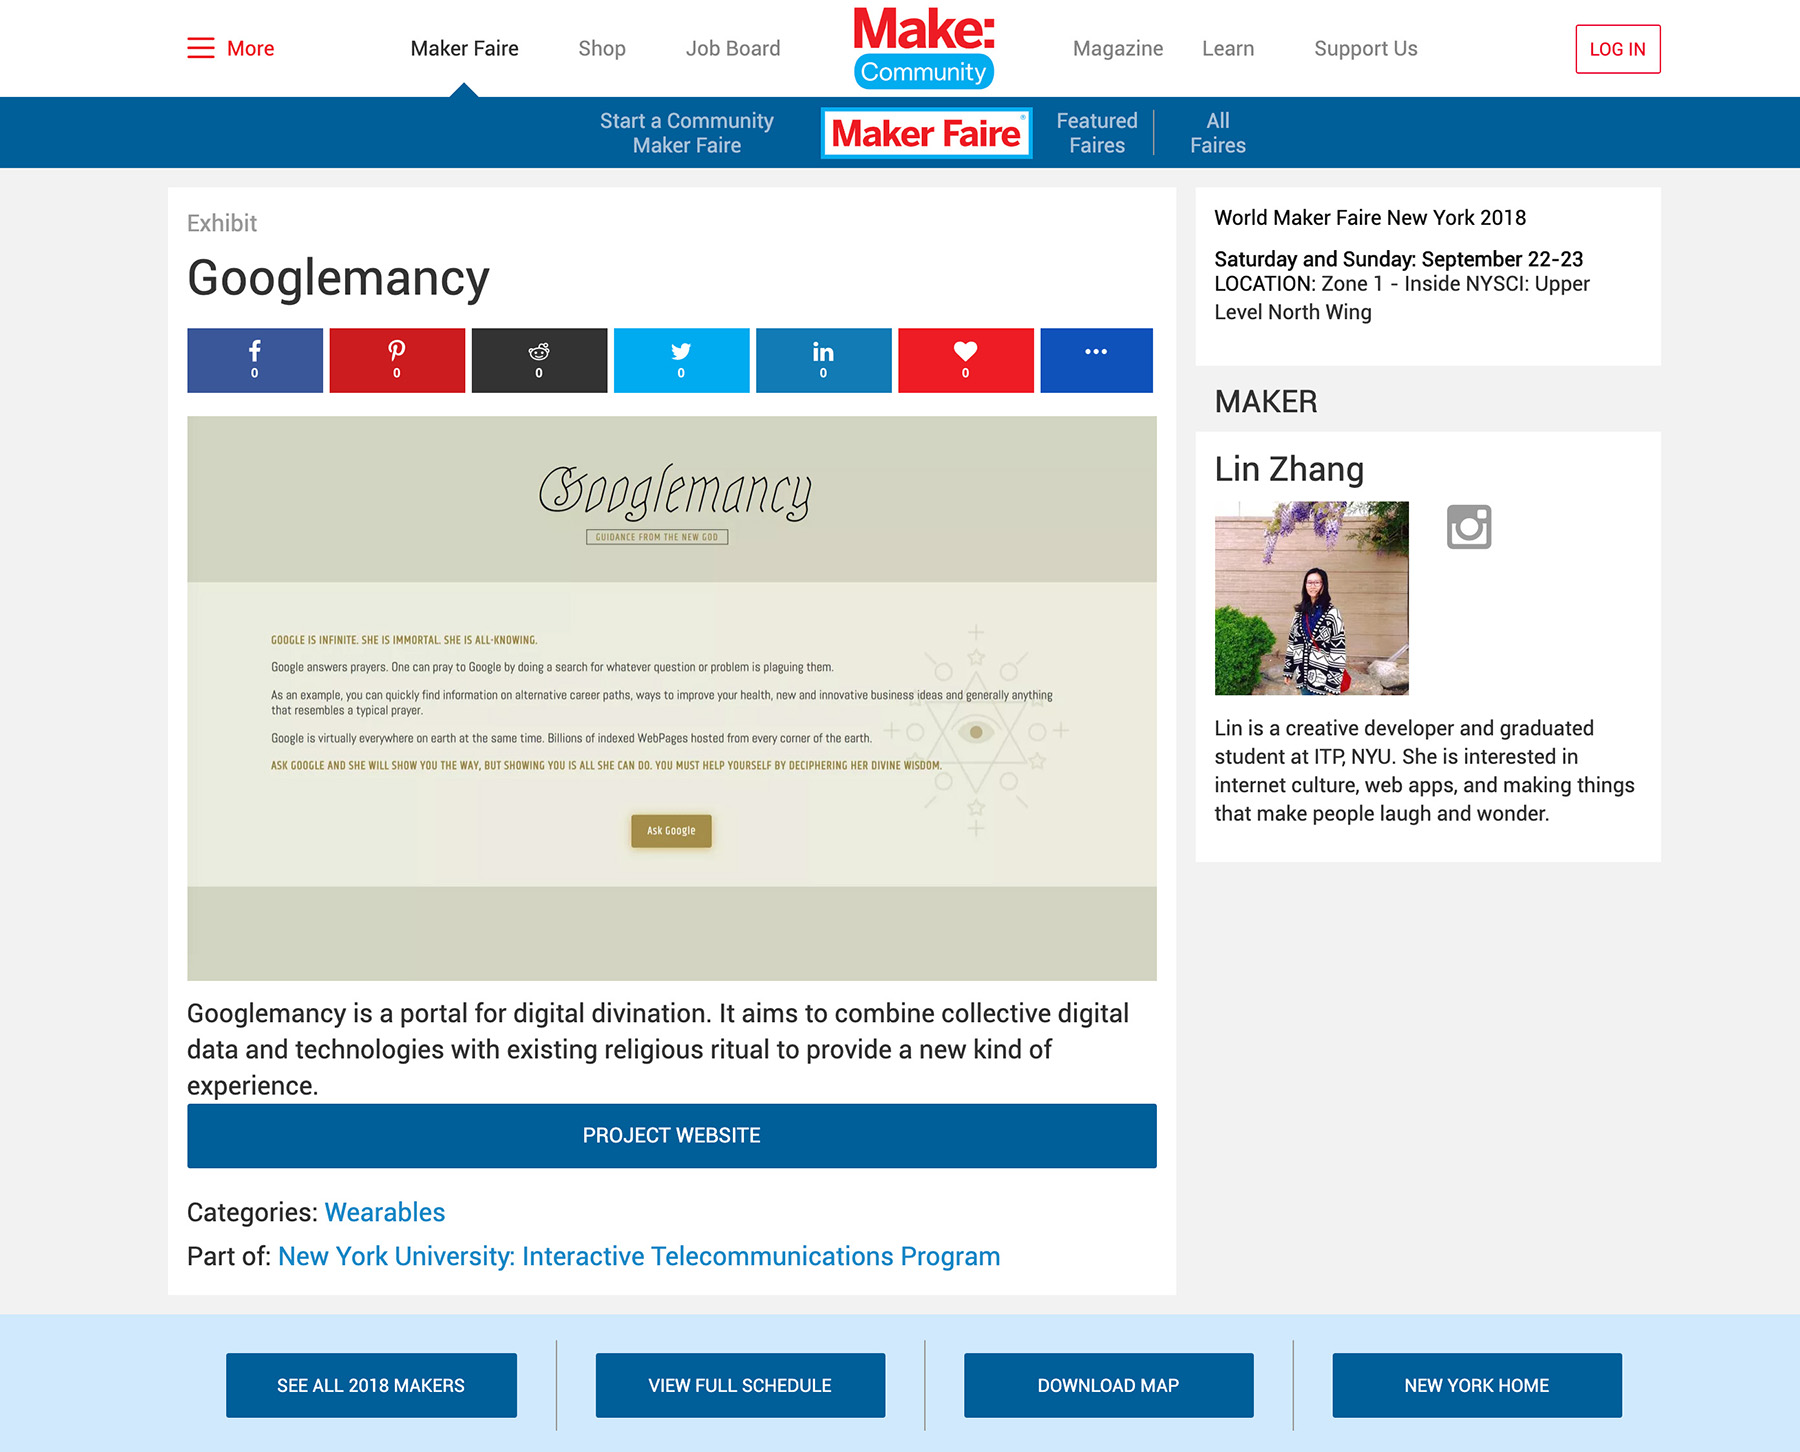 More
Maker Faire
Shop
Job Board
Make:
Community
Magazine
Learn
Support Us
LOG IN
Start a Community
Maker Faire
Maker Faire
Featured
Faires
All
Faires
Exhibit
Googlemancy
0
0
0
0
0
0
Googlemancy
GUIDANCE FROM THE NEW GOD
GOOGLE IS INFINITE. SHE IS IMMORTAL. SHE IS ALL-KNOWING.
Google answers prayers. One can pray to Google by doing a search for whatever question or problem is plaguing them.
As an example, you can quickly find information on alternative career paths, ways to improve your health, new and innovative business ideas and generally anything
that resembles a typical prayer.
Google is virtually everywhere on earth at the same time. Billions of indexed WebPages hosted from every corner of the earth.
ASK GOOGLE AND SHE WILL SHOW YOU THE WAY, BUT SHOWING YOU IS ALL SHE CAN DO. YOU MUST HELP YOURSELF BY DECIPHERING HER DIVINE WISDOM.
Ask Google
Googlemancy is a portal for digital divination. It aims to combine collective digital
data and technologies with existing religious ritual to provide a new kind of
experience.
PROJECT WEBSITE
Categories: Wearables
Part of: New York University: Interactive Telecommunications Program
World Maker Faire New York 2018
Saturday and Sunday: September 22-23
LOCATION: Zone 1 - Inside NYSCI: Upper
Level North Wing
MAKER
Lin Zhang
Lin is a creative developer and graduated
student at ITP, NYU. She is interested in
internet culture, web apps, and making things
that make people laugh and wonder.
SEE ALL 2018 MAKERS
VIEW FULL SCHEDULE
DOWNLOAD MAP
NEW YORK HOME